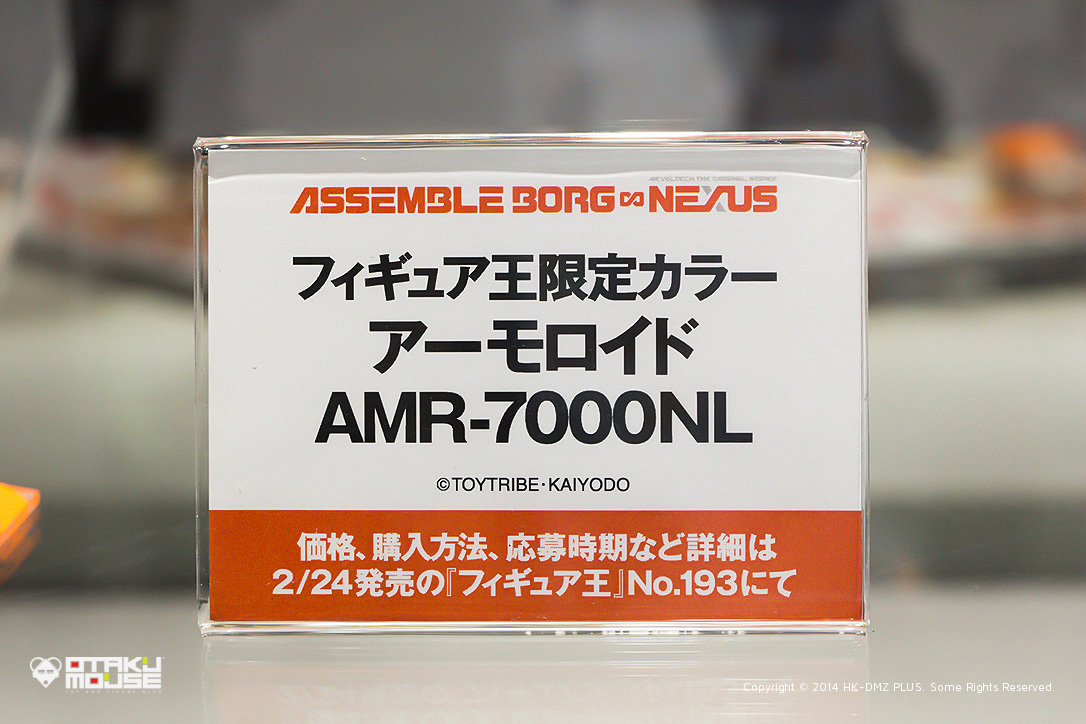 REVOLTECH THE ORIGINAL WORKS
ASSEMBLE BORG∞NEXUS
フィギュア王限定カラー
アーモロイド
AMR-7000NL
©TOYTRIBE・KAIYODO
価格、購入方法、応募時期など詳細は
2/24発売の『フィギュア王』No.193にて
OTAKU
MOUSE
Copyright © 2014 HK-DMZ PLUS. Some Rights Reserved.